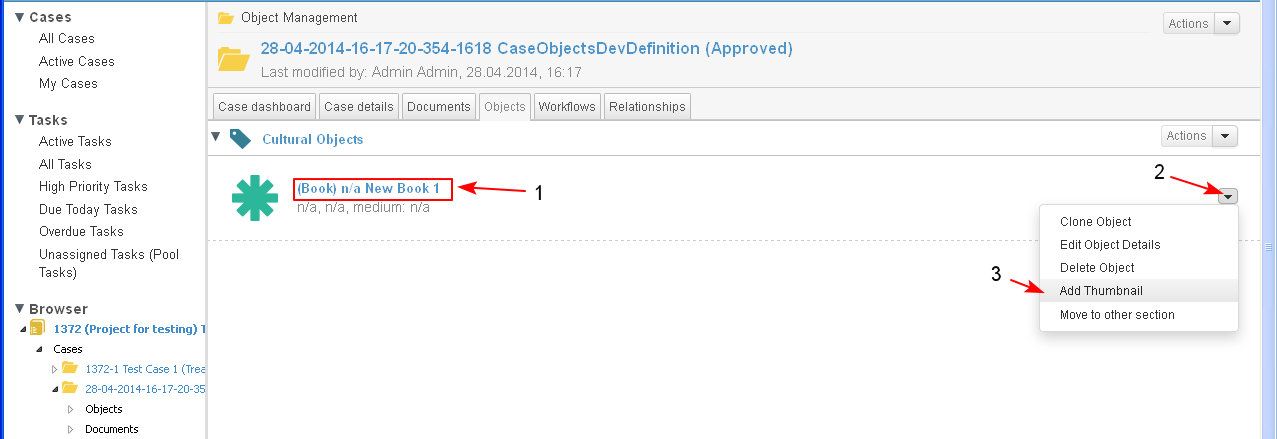 Cases
All Cases
Active Cases
My Cases
Tasks
Active Tasks
All Tasks
High Priority Tasks
Due Today Tasks
Overdue Tasks
Unassigned Tasks (Pool
Tasks)
Browser
1372 (Project for testing) T
Cases
1372-1 Test Case 1 (Trea
28-04-2014-16-17-20-35
Objects
Documents
Object Management
Actions
28-04-2014-16-17-20-354-1618 CaseObjectsDevDefinition (Approved)
Last modified by: Admin Admin, 28.04.2014, 16:17
Case dashboard Case details Documents Objects Workflows Relationships
Cultural Objects
Actions
(Book) n/a New Book 1
n/a, n/a, medium: n/a
1
2
Clone Object
Edit Object Details
Delete Object
3
Add Thumbnail
Move to other section